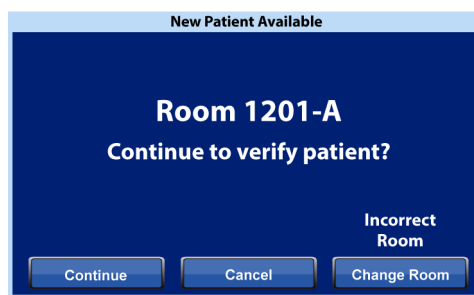 New Patient Available
Room 1201-A
Continue to verify patient?
Incorrect
Room
Continue
Cancel
Change Room